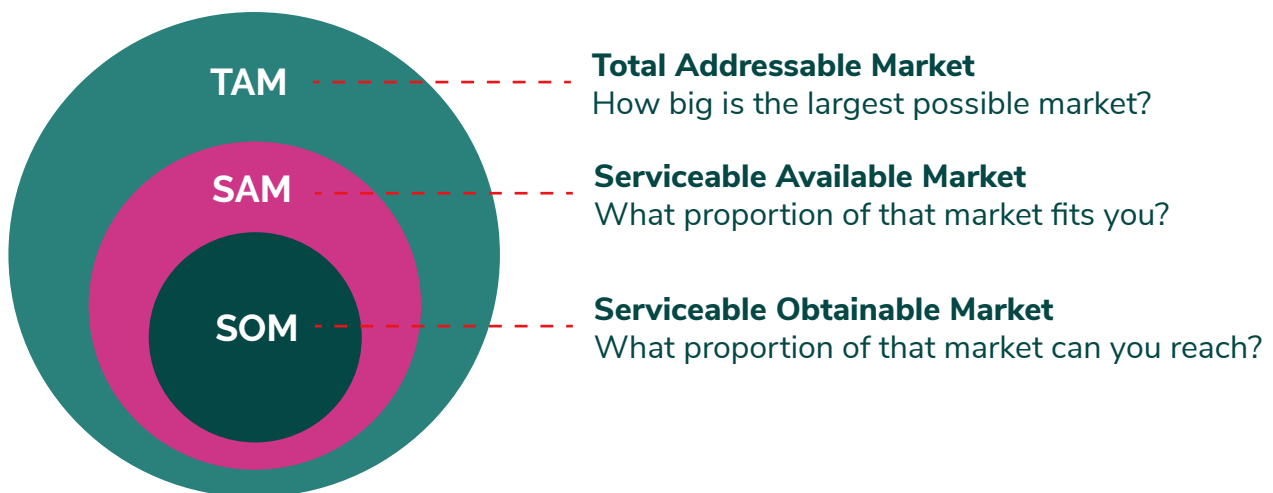 TAM
Total Addressable Market
How big is the largest possible market?
SAM
Serviceable Available Market
What proportion of that market fits you?
SOM
Serviceable Obtainable Market
What proportion of that market can you reach?